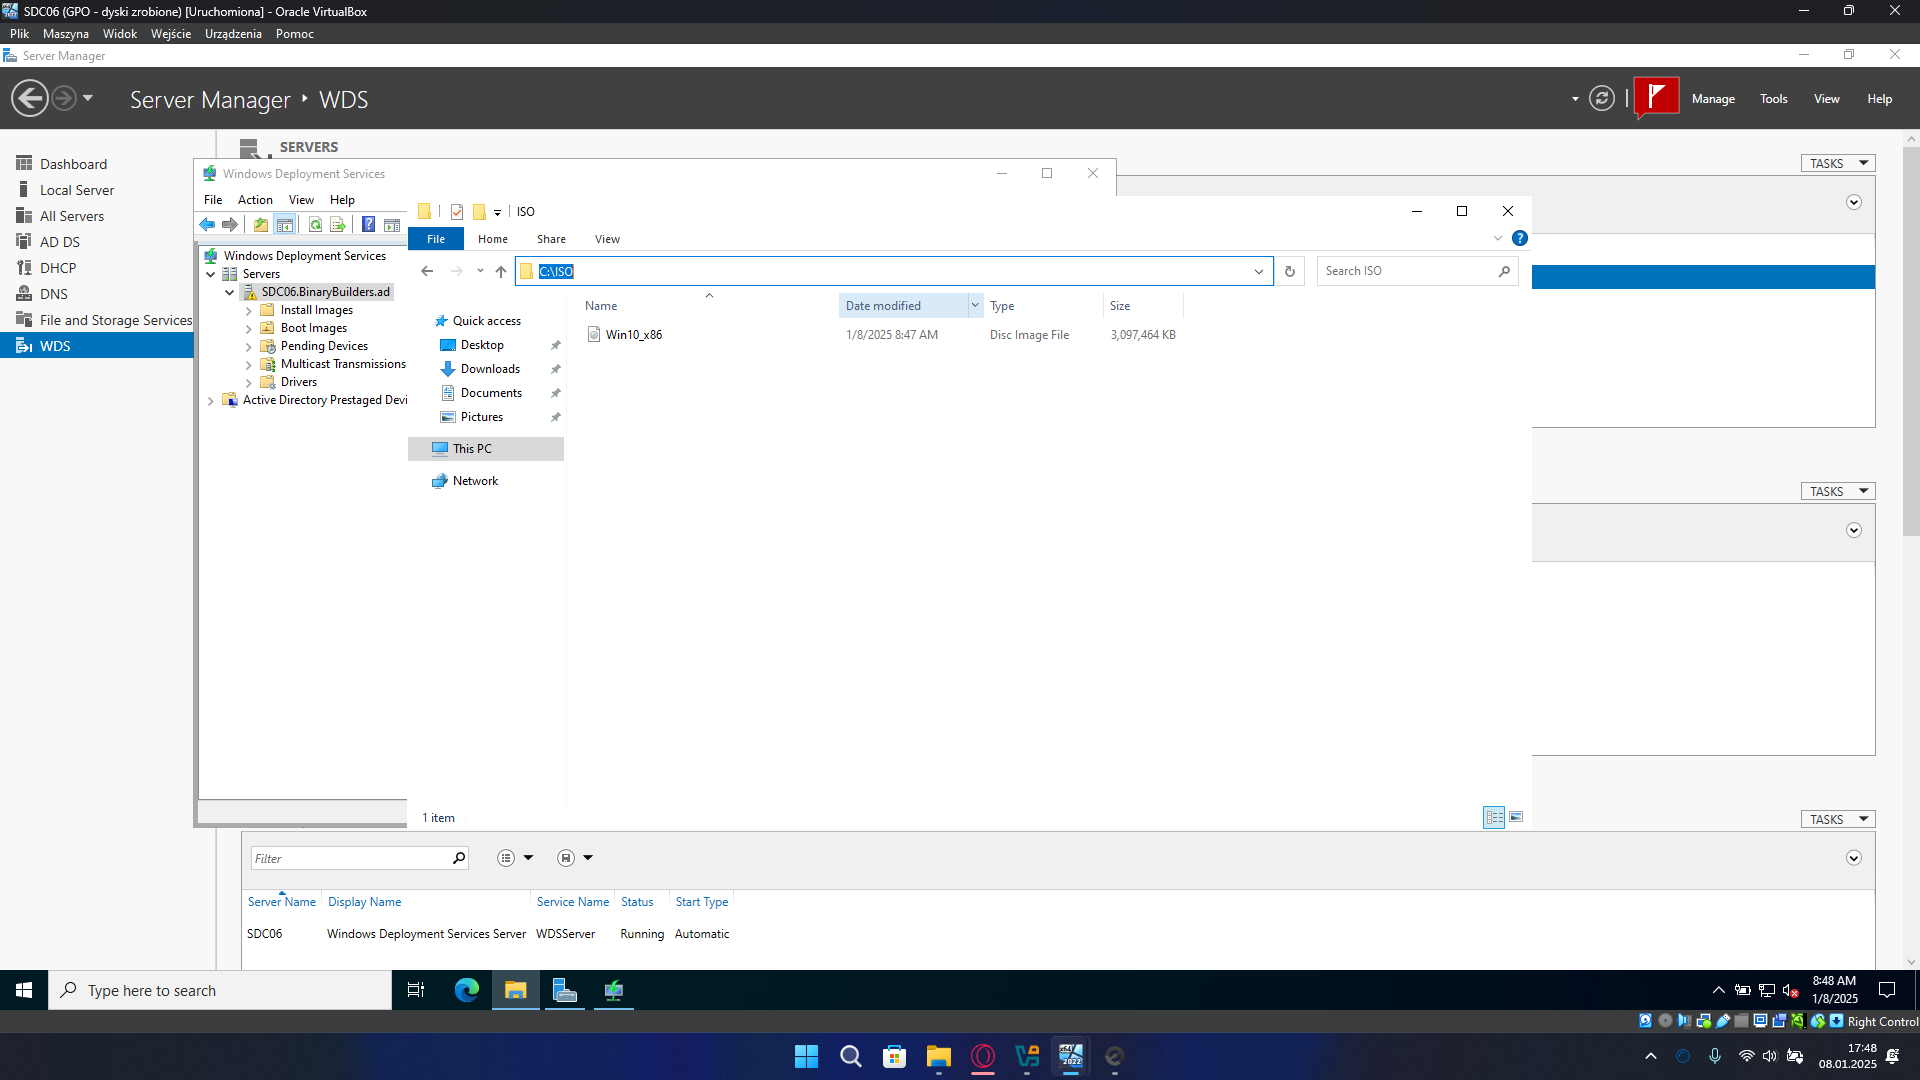 SDC06 (GPO - dyski zrobione) [Uruchomiona] - Oracle VirtualBox
Plik Maszyna Widok Wejście Urządzenia Pomoc
Server Manager
Server Manager WDS
Manage Tools View Help
Dashboard
Local Server
All Servers
AD DS
DHCP
DNS
File and Storage Services
WDS
SERVERS
TASKS
Windows Deployment Services
File Action View Help
Windows Deployment Services
Servers
SDC06.BinaryBuilders.ad
Install Images
Boot Images
Pending Devices
Multicast Transmissions
Drivers
Active Directory Prestaged Devi
ISO
File Home Share View
C:\ISO
Search ISO
Quick access
Desktop
Downloads
Documents
Pictures
This PC
Network
Name Date modified Type Size
Win10_x86 1/8/2025 8:47 AM Disc Image File 3,097,464 KB
1 item
TASKS
TASKS
Filter
Server Name Display Name Service Name Status Start Type
SDC06 Windows Deployment Services Server WDSServer Running Automatic
Type here to search
8:48 AM
1/8/2025
Right Control
x64
2022
17:48
08.01.2025